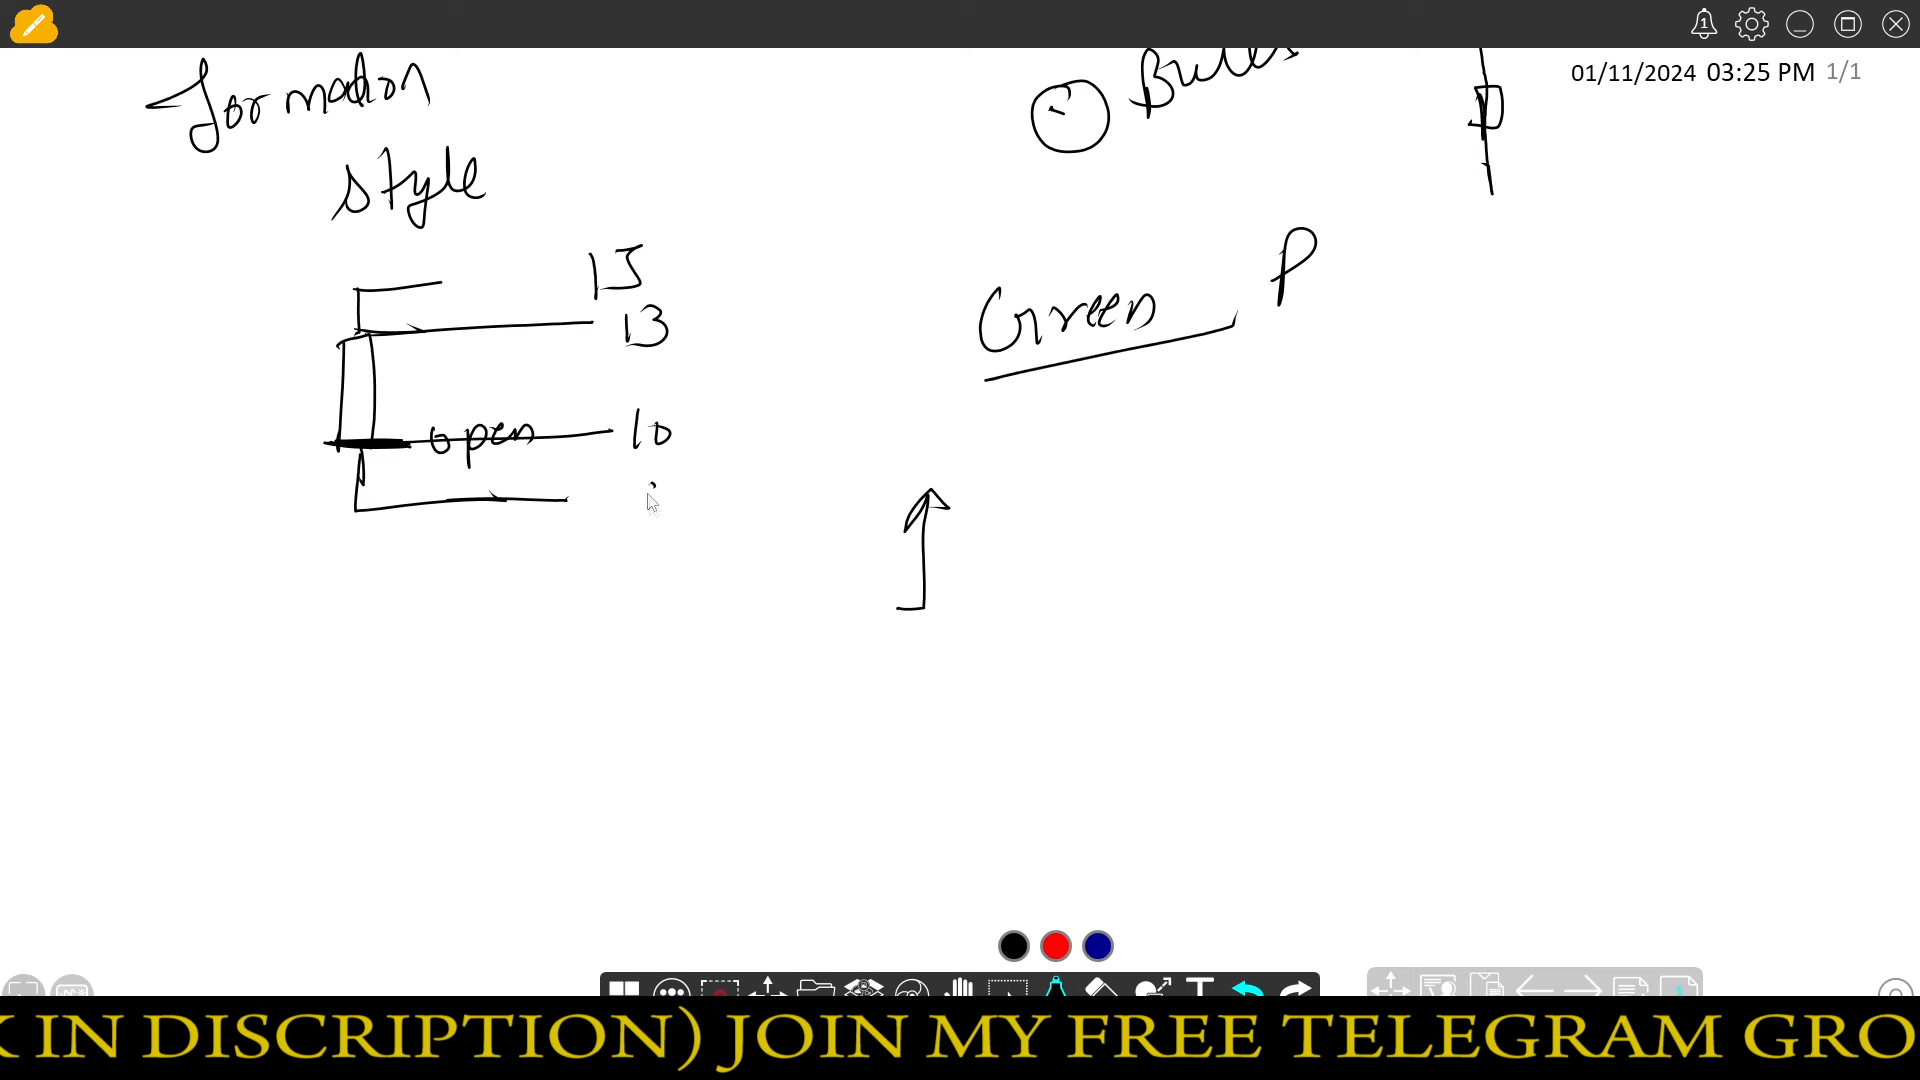 01/11/2024 03:25 PM 1/1
formation
style
15
13
open 10
Green
P
K IN DISCRIPTION) JOIN MY FREE TELEGRAM GRO